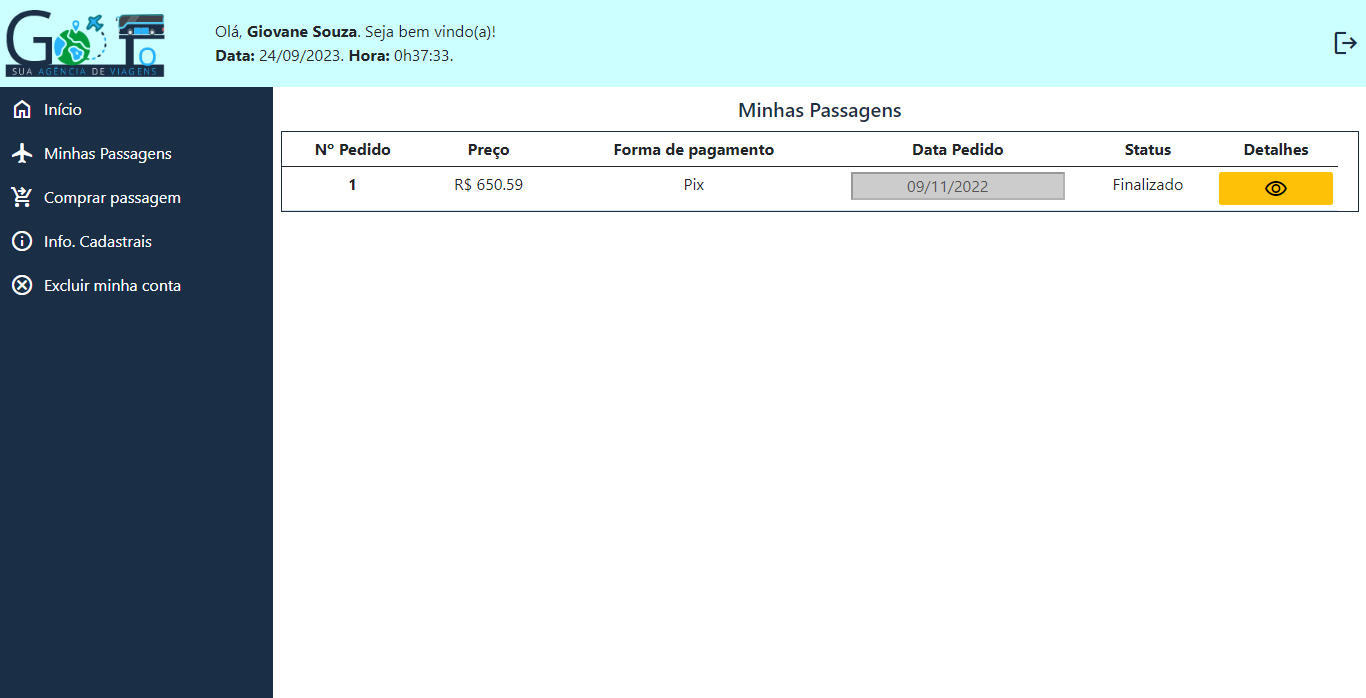 GoTo
SUA AGÊNCIA DE VIAGENS
Olá, Giovane Souza. Seja bem vindo(a)!
Data: 24/09/2023. Hora: 0h37:33.
Início
Minhas Passagens
Comprar passagem
Info. Cadastrais
Excluir minha conta
Minhas Passagens
Nº Pedido Preço Forma de pagamento Data Pedido Status Detalhes
1 R$ 650.59 Pix 09/11/2022 Finalizado